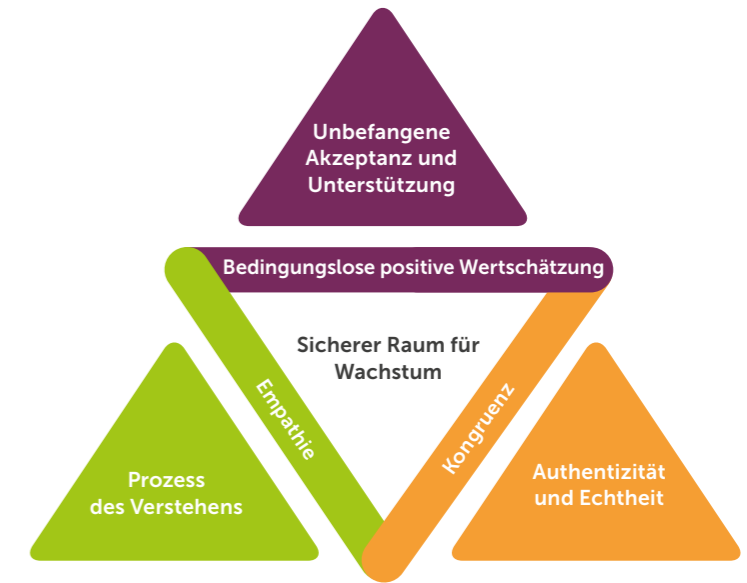 Unbefangene
Akzeptanz und
Unterstützung
Bedingungslose positive Wertschätzung
Sicherer Raum für
Wachstum
Empathie
Kongruenz
Prozess
des Verstehens
Authentizität
und Echtheit